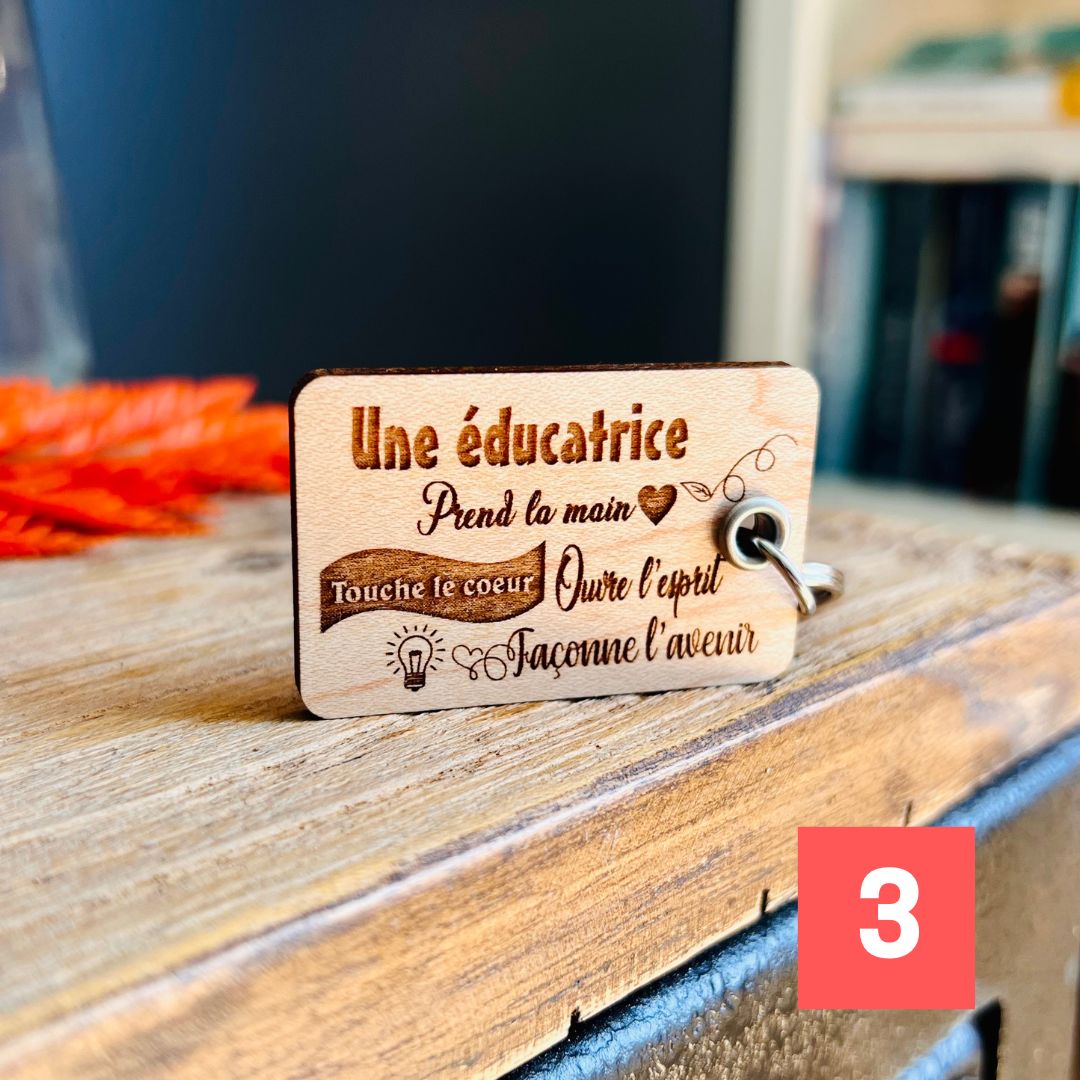 Une éducatrice
Prend la main
Touche le coeur Ouvre l'esprit
Façonne l'avenir
3